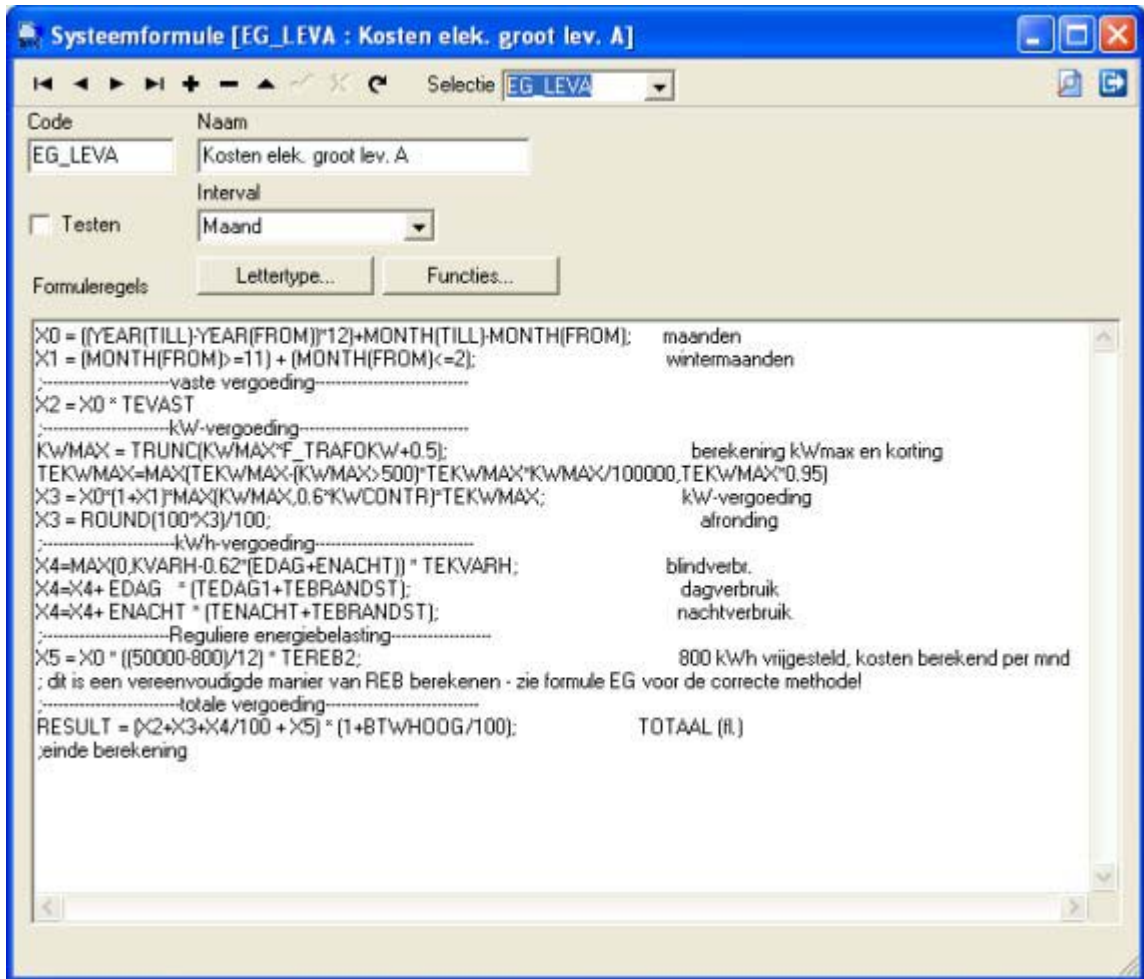 Systeemformule [EG_LEVA : Kosten elek. groot lev. A]
Selectie EG_LEVA
Code Naam
EG_LEVA Kosten elek. groot lev. A
Interval
Testen Maand
Formuleregels Lettertype... Functies...
X0 = ((YEAR(TILL)-YEAR(FROM))*12)+MONTH(TILL)-MONTH(FROM); maanden
X1 = (MONTH(FROM)>=11) + (MONTH(FROM)<=2); wintermaanden
;------------------------vaste vergoeding-----------------------------
X2 = X0 * TEVAST
;------------------------kW-vergoeding--------------------------------
KWMAX = TRUNC(KWMAX*F_TRAFOKW+0.5); berekening kWmax en korting
TEKWMAX=MAX(TEKWMAX-(KWMAX>500)*TEKWMAX*KWMAX/100000,TEKWMAX*0.95)
X3 = X0*(1+X1)*MAX(KWMAX,0.6*KWCONTR)*TEKWMAX; kW-vergoeding
X3 = ROUND(100*X3)/100; afronding
;-------------------------kWh-vergoeding------------------------------
X4=MAX(0,KVARH-0.62*(EDAG+ENACHT)) * TEKVARH; blindverbr.
X4=X4+ EDAG * (TEDAG1+TEBRANDST); dagverbruik
X4=X4+ ENACHT * (TENACHT+TEBRANDST); nachtverbruik
;------------------------Reguliere energiebelasting-------------------
X5 = X0 * ((50000-800)/12) * TEREB2; 800 kWh vrijgesteld, kosten berekend per mnd
; dit is een vereenvoudigde manier van REB berekenen - zie formule EG voor de correcte methode!
;--------------------------totale vergoeding-----------------------------
RESULT = (X2+X3+X4/100 + X5) * (1+BTWHOOG/100); TOTAAL (fl.)
;einde berekening